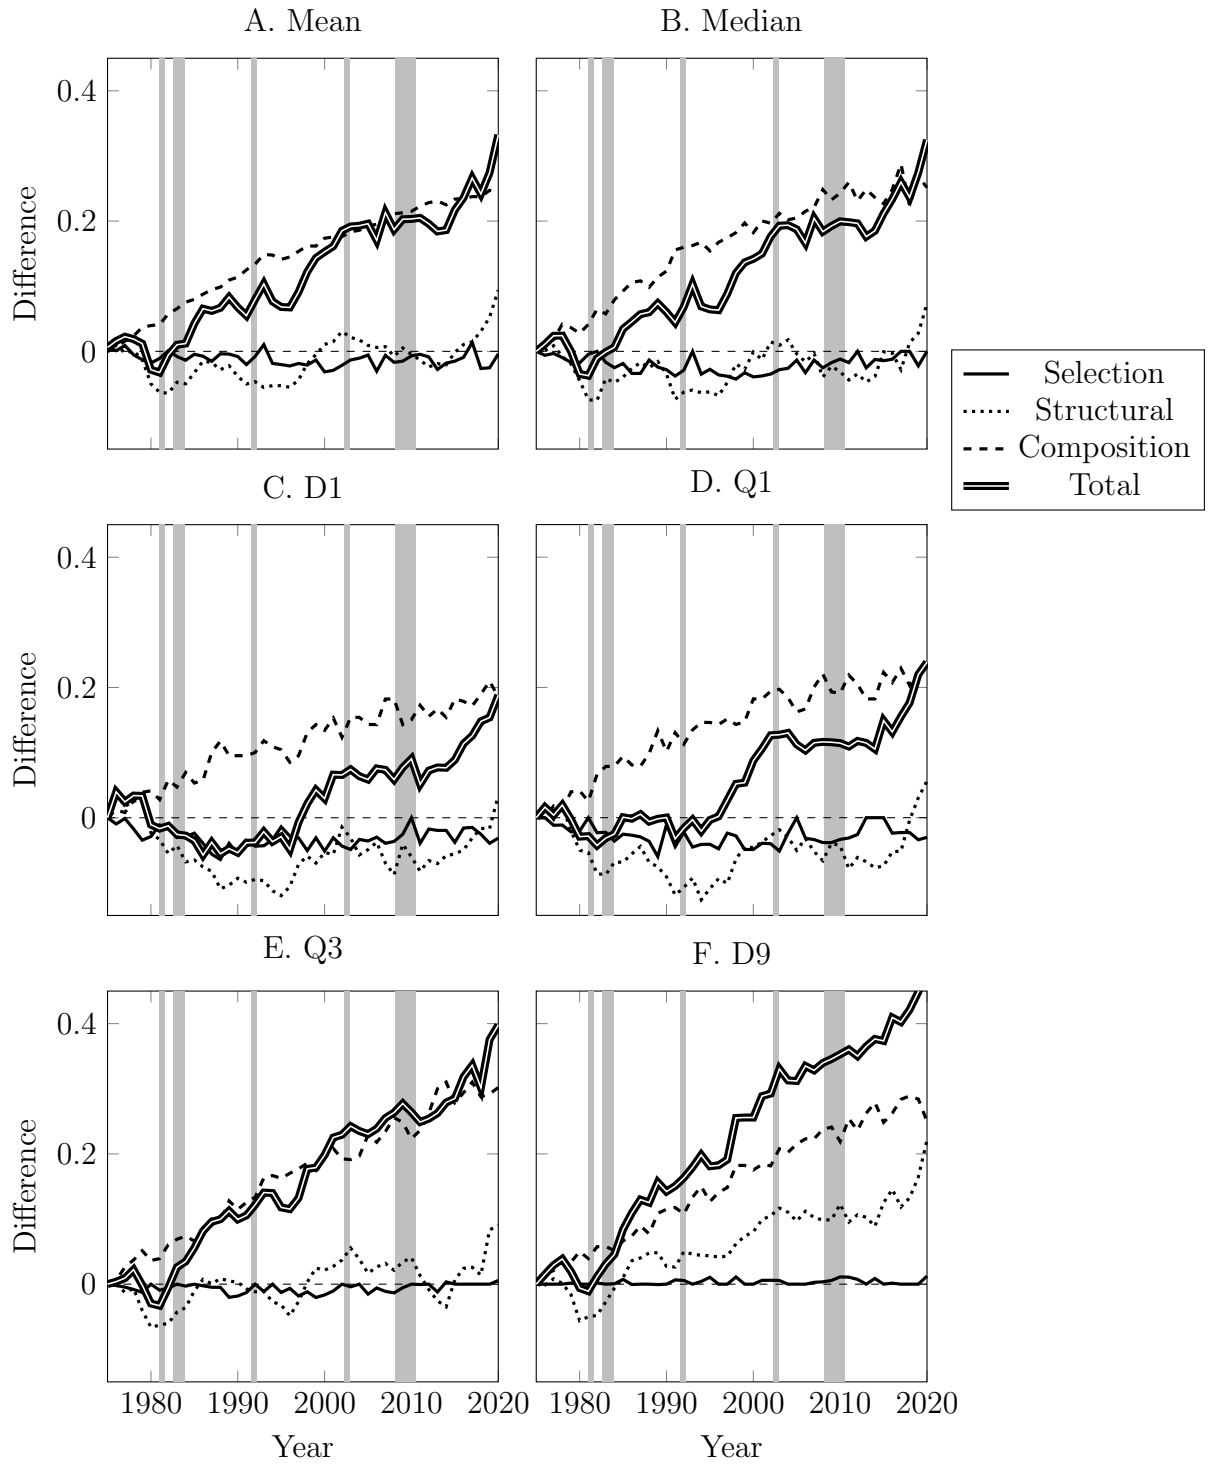 A. Mean
B. Median
0.4
0.2
0
Difference
Selection
Structural
Composition
Total
C. D1
D. Q1
0.4
0.2
0
Difference
E. Q3
F. D9
0.4
0.2
0
Difference
1980 1990 2000 2010 2020
1980 1990 2000 2010 2020
Year
Year